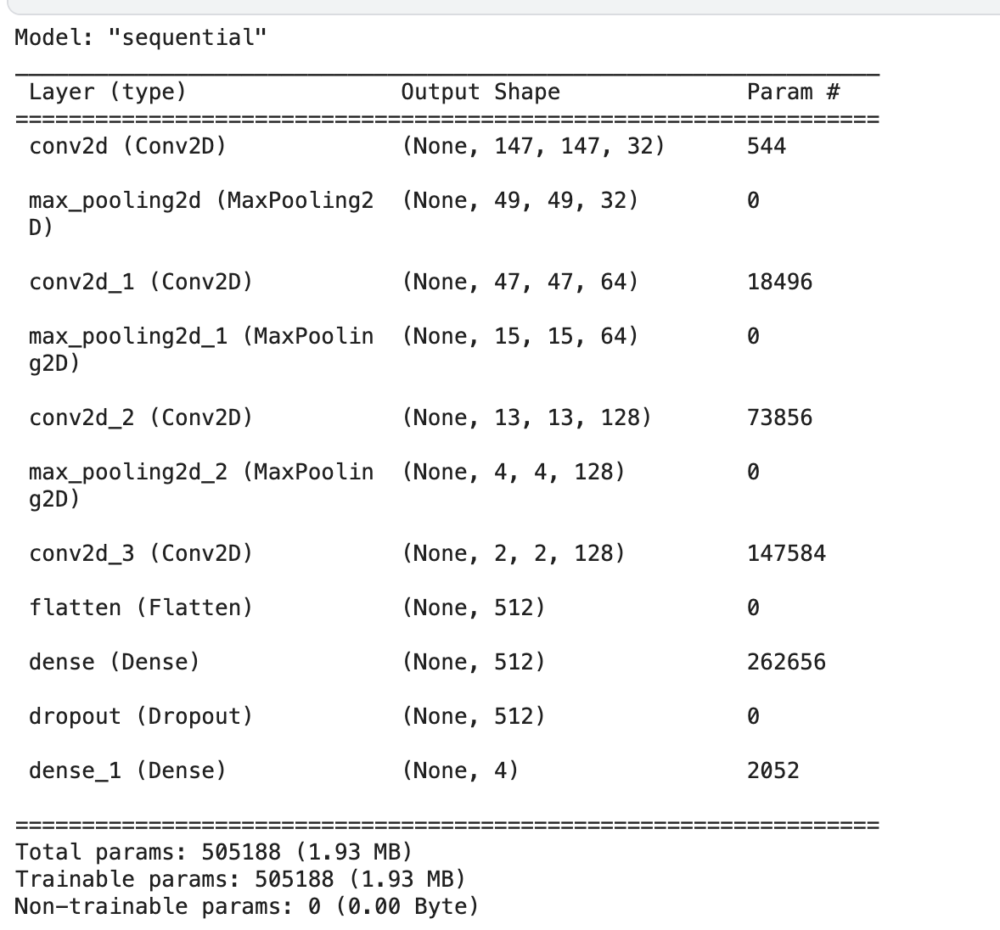 Model: "sequential"
_________________________________________________________________
Layer (type) Output Shape Param #
=================================================================
conv2d (Conv2D) (None, 147, 147, 32) 544
max_pooling2d (MaxPooling2 (None, 49, 49, 32) 0
D)
conv2d_1 (Conv2D) (None, 47, 47, 64) 18496
max_pooling2d_1 (MaxPoolin (None, 15, 15, 64) 0
g2D)
conv2d_2 (Conv2D) (None, 13, 13, 128) 73856
max_pooling2d_2 (MaxPoolin (None, 4, 4, 128) 0
g2D)
conv2d_3 (Conv2D) (None, 2, 2, 128) 147584
flatten (Flatten) (None, 512) 0
dense (Dense) (None, 512) 262656
dropout (Dropout) (None, 512) 0
dense_1 (Dense) (None, 4) 2052
=================================================================
Total params: 505188 (1.93 MB)
Trainable params: 505188 (1.93 MB)
Non-trainable params: 0 (0.00 Byte)